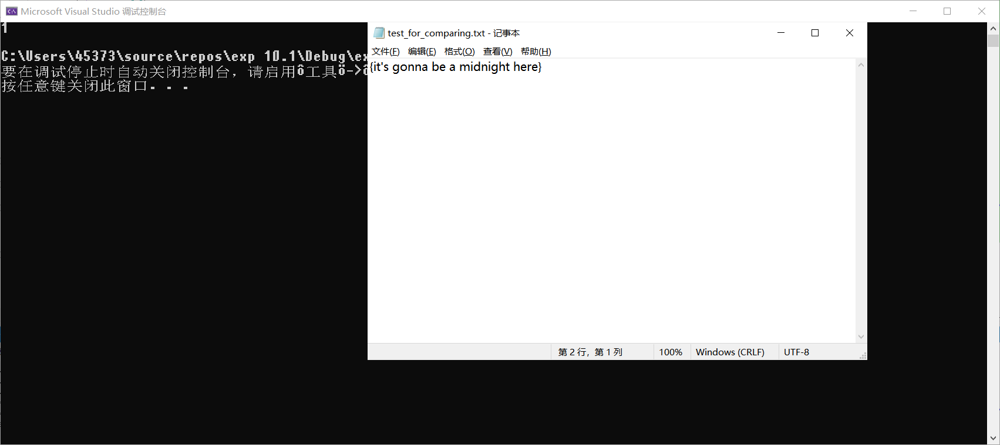 Microsoft Visual Studio 调试控制台
1
C:\Users\45373\source\repos\exp 10.1\Debug\ex
要在调试停止时自动关闭控制台，请启用ô工具ö->
按任意键关闭此窗口. . .
test_for_comparing.txt - 记事本
文件(F) 编辑(E) 格式(O) 查看(V) 帮助(H)
{it's gonna be a midnight here}
第 2 行，第 1 列 100% Windows (CRLF) UTF-8